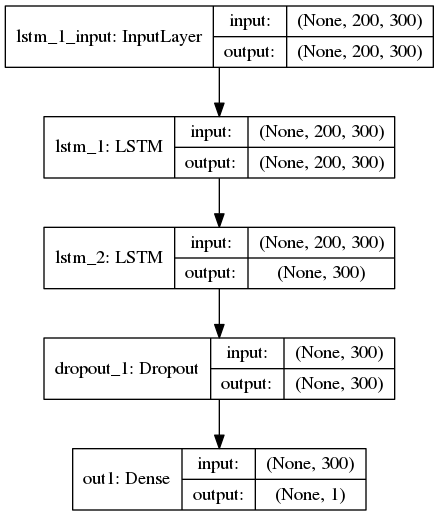 lstm_1_input: InputLayer
input: (None, 200, 300)
output: (None, 200, 300)
lstm_1: LSTM
input: (None, 200, 300)
output: (None, 200, 300)
lstm_2: LSTM
input: (None, 200, 300)
output: (None, 300)
dropout_1: Dropout
input: (None, 300)
output: (None, 300)
out1: Dense
input: (None, 300)
output: (None, 1)